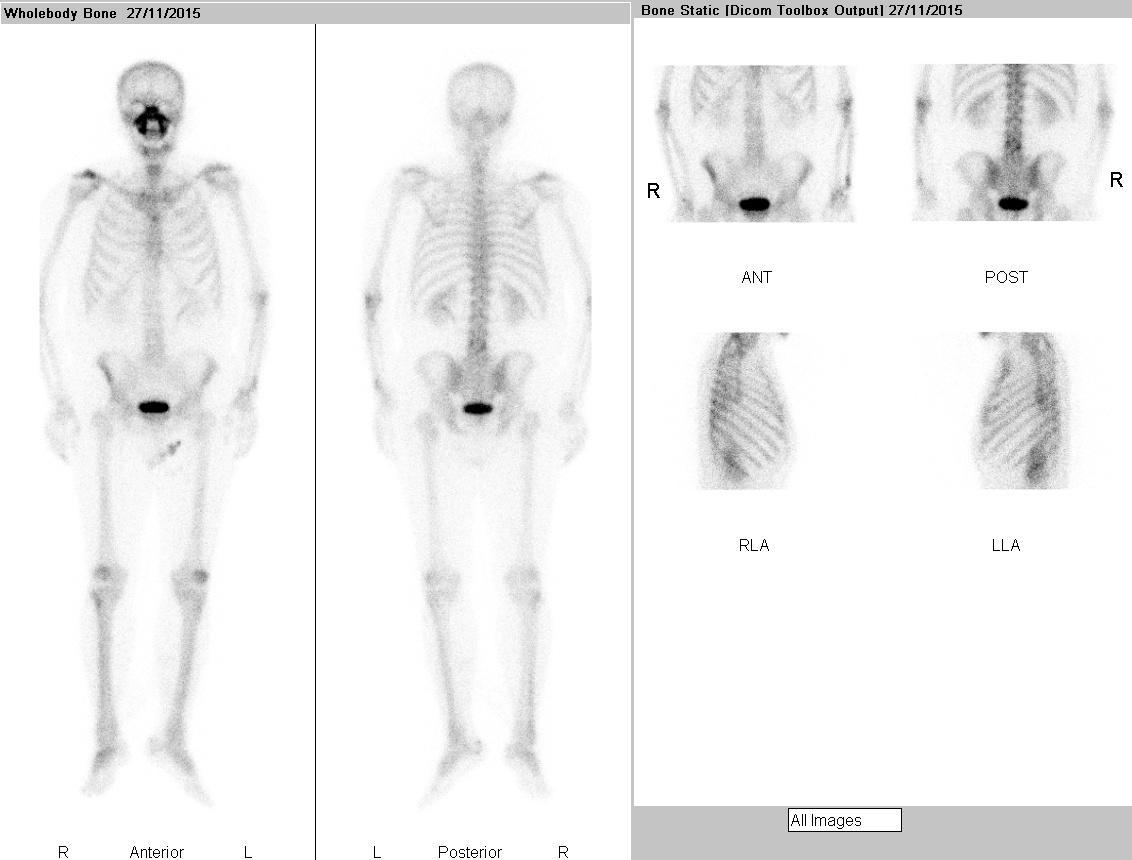 Wholebody Bone 27/11/2015
Bone Static [Dicom Toolbox Output] 27/11/2015
R
R
ANT
POST
RLA
LLA
All Images
R
Anterior
L
L
Posterior
R